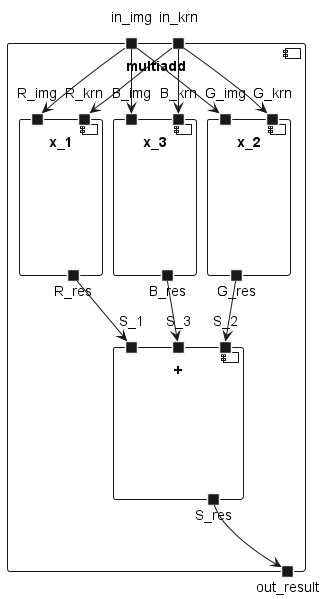 in_img in_krn
multiadd
R_img R_krn B_img B_krn G_img G_krn
x_1 x_3 x_2
R_res B_res G_res
S_1 S_3 S_2
+
S_res
out_result